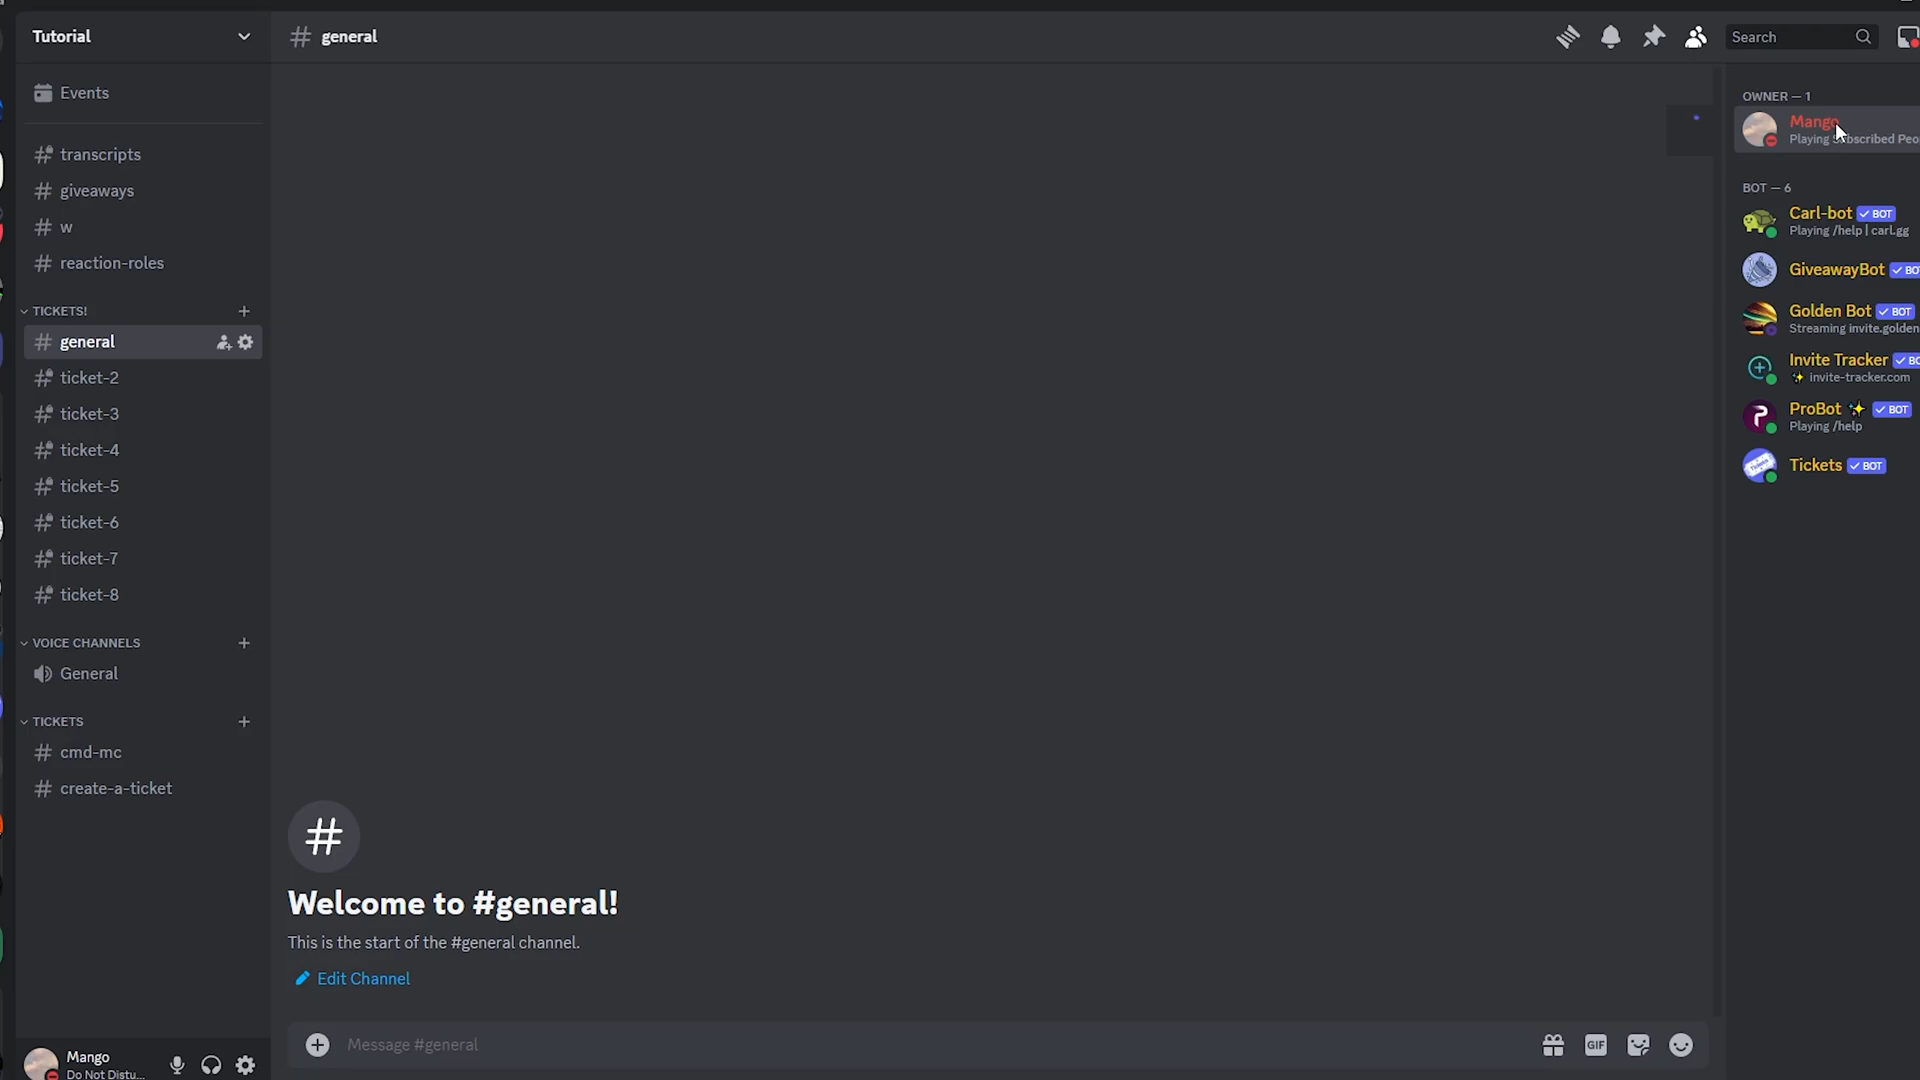 Tutorial
Events
transcripts
giveaways
w
reaction-roles
TICKETS!
general
ticket-2
ticket-3
ticket-4
ticket-5
ticket-6
ticket-7
ticket-8
VOICE CHANNELS
General
TICKETS
cmd-mc
create-a-ticket
Mango
Do Not Distu...
general
Search
Welcome to #general!
This is the start of the #general channel.
Edit Channel
Message #general
GIF
OWNER — 1
Mango
Playing Subscribed Peo
BOT — 6
Carl-bot BOT
Playing /help | carl.gg
GiveawayBot BO
Golden Bot BOT
Streaming invite.golden
Invite Tracker BO
invite-tracker.com
ProBot BOT
Playing /help
Tickets BOT